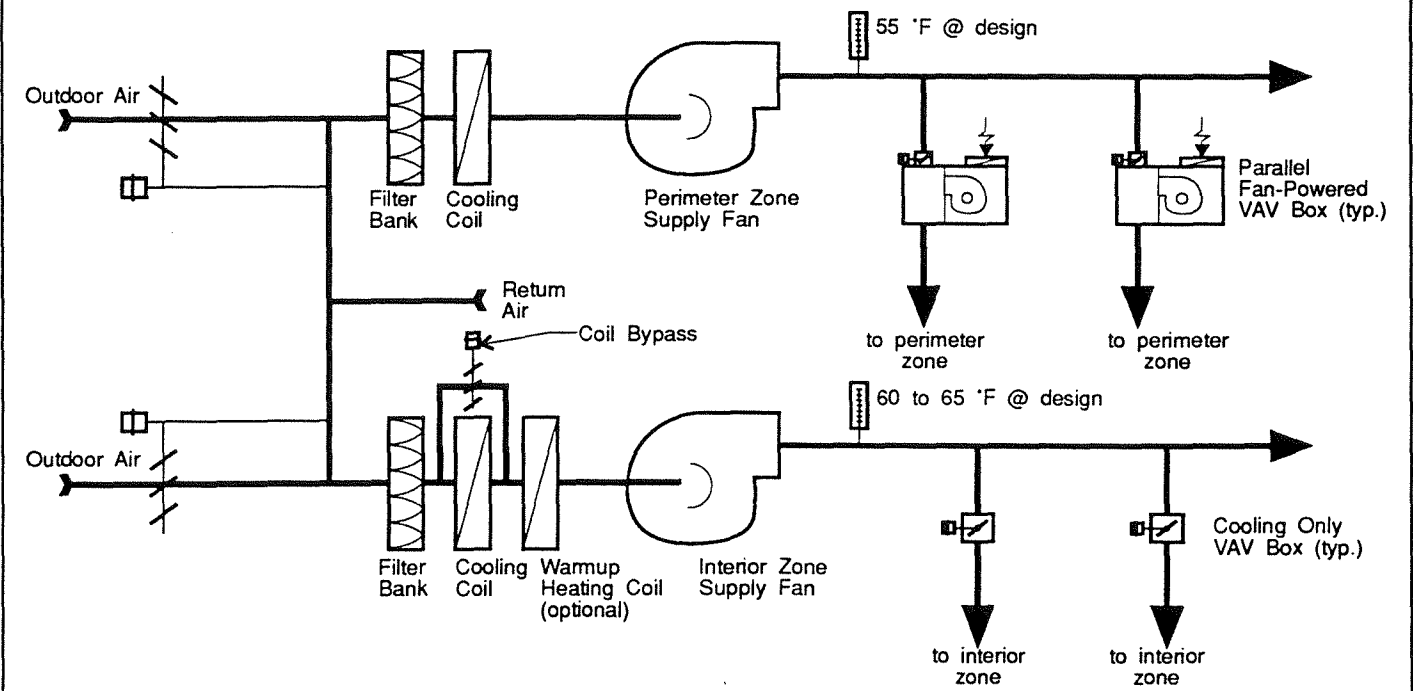 55 °F @ design
Outdoor Air
Filter
Bank
Cooling
Coil
Perimeter Zone
Supply Fan
Parallel
Fan-Powered
VAV Box (typ.)
Return
Air
Coil Bypass
to perimeter
zone
to perimeter
zone
60 to 65 °F @ design
Outdoor Air
Filter
Bank
Cooling
Coil
Warmup
Heating Coil
(optional)
Interior Zone
Supply Fan
Cooling Only
VAV Box (typ.)
to interior
zone
to interior
zone